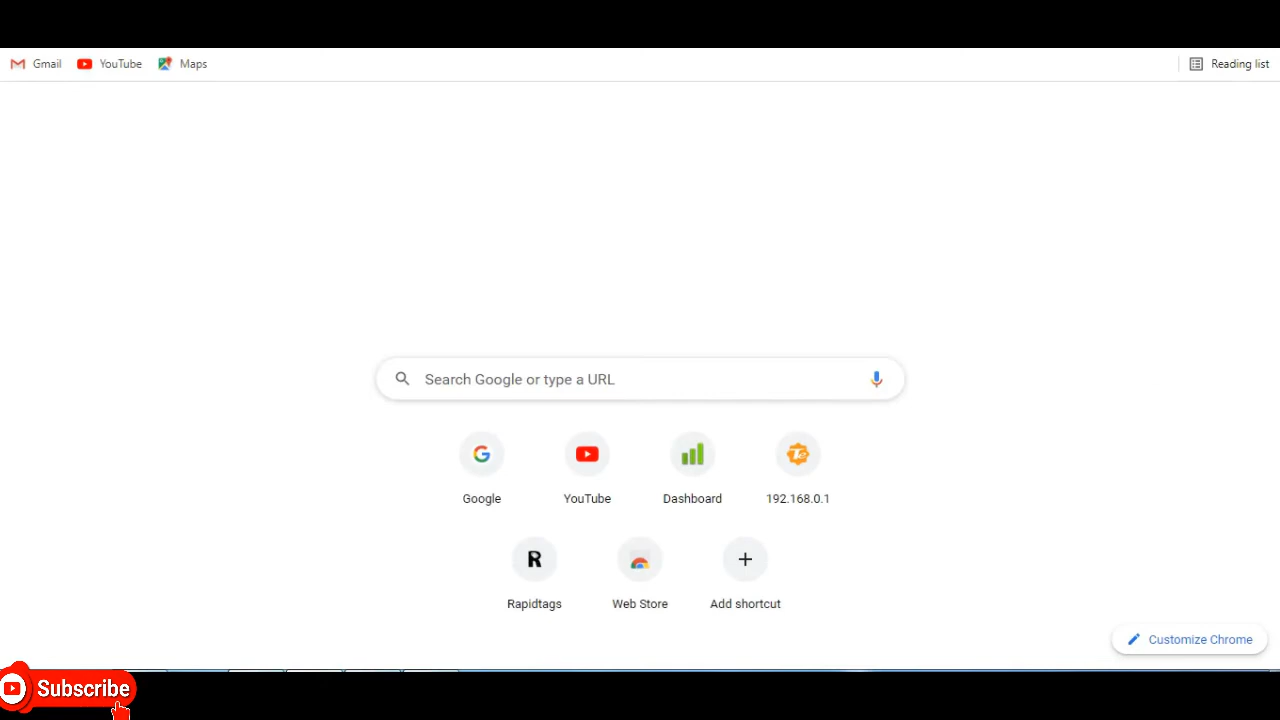 Gmail YouTube Maps Reading list
Search Google or type a URL
Google YouTube Dashboard 192.168.0.1
R
Rapidtags Web Store Add shortcut
Customize Chrome
Subscribe